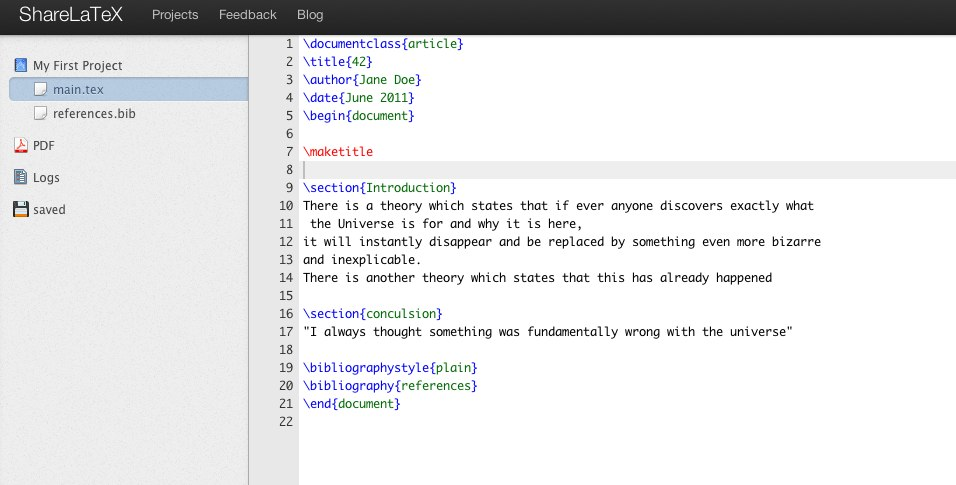 ShareLaTeX Projects Feedback Blog
My First Project
main.tex
references.bib
PDF
Logs
saved
1 \documentclass{article}
2 \title{42}
3 \author{Jane Doe}
4 \date{June 2011}
5 \begin{document}
6
7 \maketitle
8
9 \section{Introduction}
10 There is a theory which states that if ever anyone discovers exactly what
11  the Universe is for and why it is here,
12 it will instantly disappear and be replaced by something even more bizarre
13 and inexplicable.
14 There is another theory which states that this has already happened
15
16 \section{conculsion}
17 "I always thought something was fundamentally wrong with the universe"
18
19 \bibliographystyle{plain}
20 \bibliography{references}
21 \end{document}
22